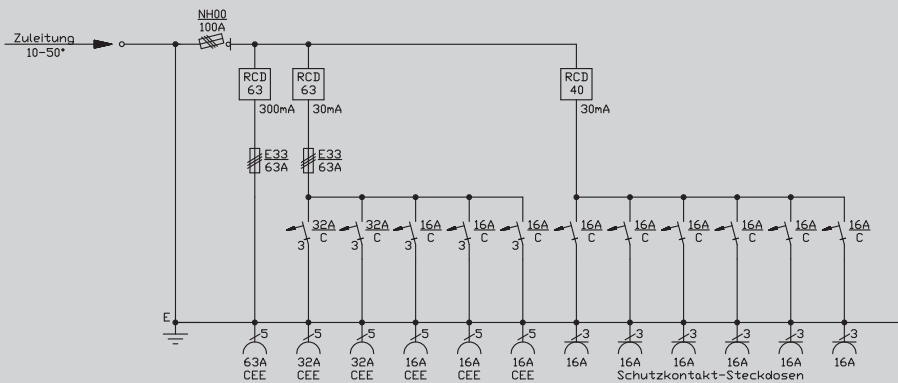 NH00
100A
Zuleitung
10-50*
RCD
63
300mA
RCD
63
30mA
RCD
40
30mA
E33
63A
E33
63A
32A
C
3
32A
C
3
16A
C
3
16A
C
3
16A
C
3
16A
C
16A
C
16A
C
16A
C
16A
C
16A
C
E
5
5
5
5
5
5
3
3
3
3
3
3
63A
CEE
32A
CEE
32A
CEE
16A
CEE
16A
CEE
16A
CEE
16A
16A
16A
16A
16A
16A
Schutzkontakt-Steckdosen